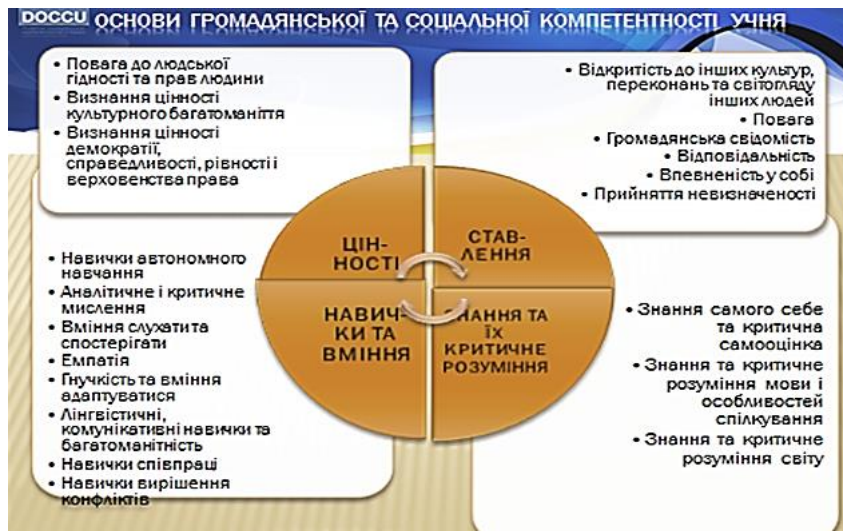 DOCCU ОСНОВИ ГРОМАДЯНСЬКОЇ ТА СОЦІАЛЬНОЇ КОМПЕТЕНТНОСТІ УЧНЯ
• Повага до людської
гідності та прав людини
• Визнання цінності
культурного багатоманіття
• Визнання цінності
демократії,
справедливості, рівності і
верховенства права
• Відкритість до інших культур,
переконань та світогляду
інших людей
• Повага
• Громадянська свідомість
• Відповідальність
• Впевненість у собі
• Прийняття невизначеності
ЦІН-
НОСТІ
СТАВ-
ЛЕННЯ
НАВИЧ-
КИ ТА
ВМІННЯ
ЗНАННЯ ТА
ЇХ
КРИТИЧНЕ
РОЗУМІННЯ
• Навички автономного
навчання
• Аналітичне і критичне
мислення
• Вміння слухати та
спостерігати
• Емпатія
• Гнучкість та вміння
адаптуватися
• Лінгвістичні,
комунікативні навички та
багатоманітність
• Навички співпраці
• Навички вирішення
конфліктів
• Знання самого себе
та критична
самооцінка
• Знання та критичне
розуміння мови і
особливостей
спілкування
• Знання та критичне
розуміння світу